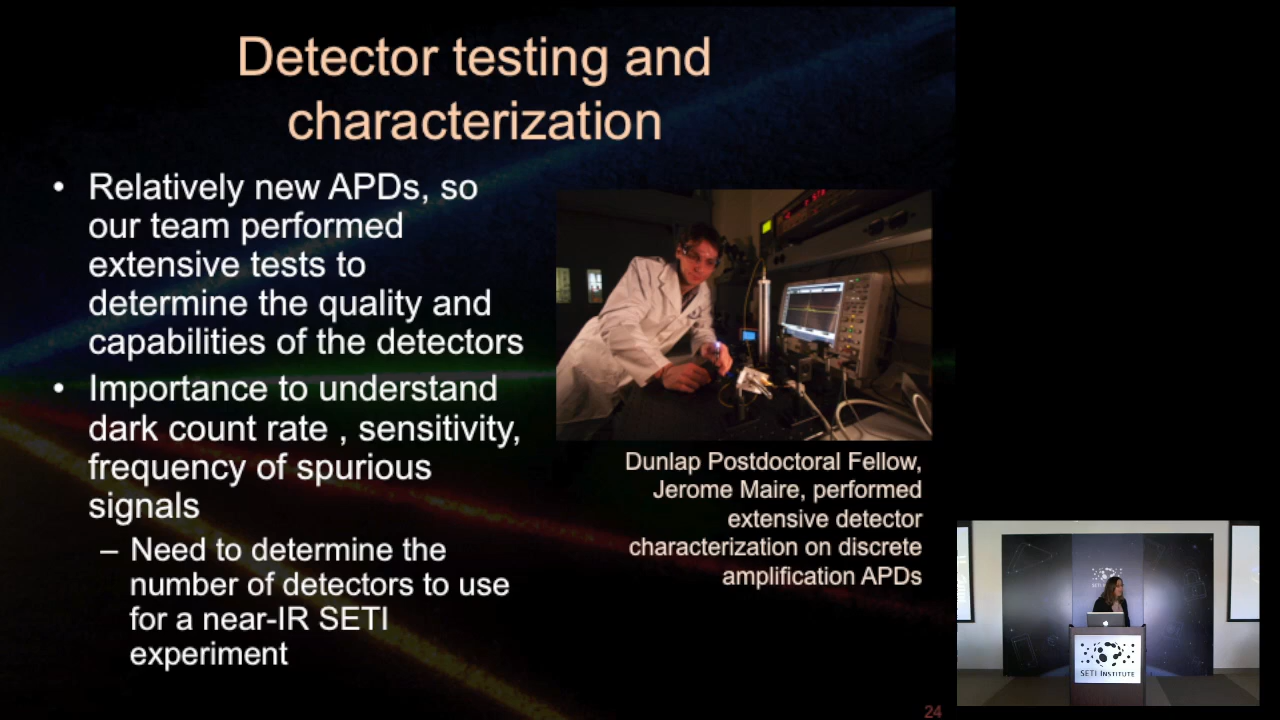 Detector testing and
characterization
• Relatively new APDs, so
our team performed
extensive tests to
determine the quality and
capabilities of the detectors
• Importance to understand
dark count rate , sensitivity,
frequency of spurious
signals
– Need to determine the
number of detectors to use
for a near-IR SETI
experiment
Dunlap Postdoctoral Fellow,
Jerome Maire, performed
extensive detector
characterization on discrete
amplification APDs
24
SETI INSTITUTE